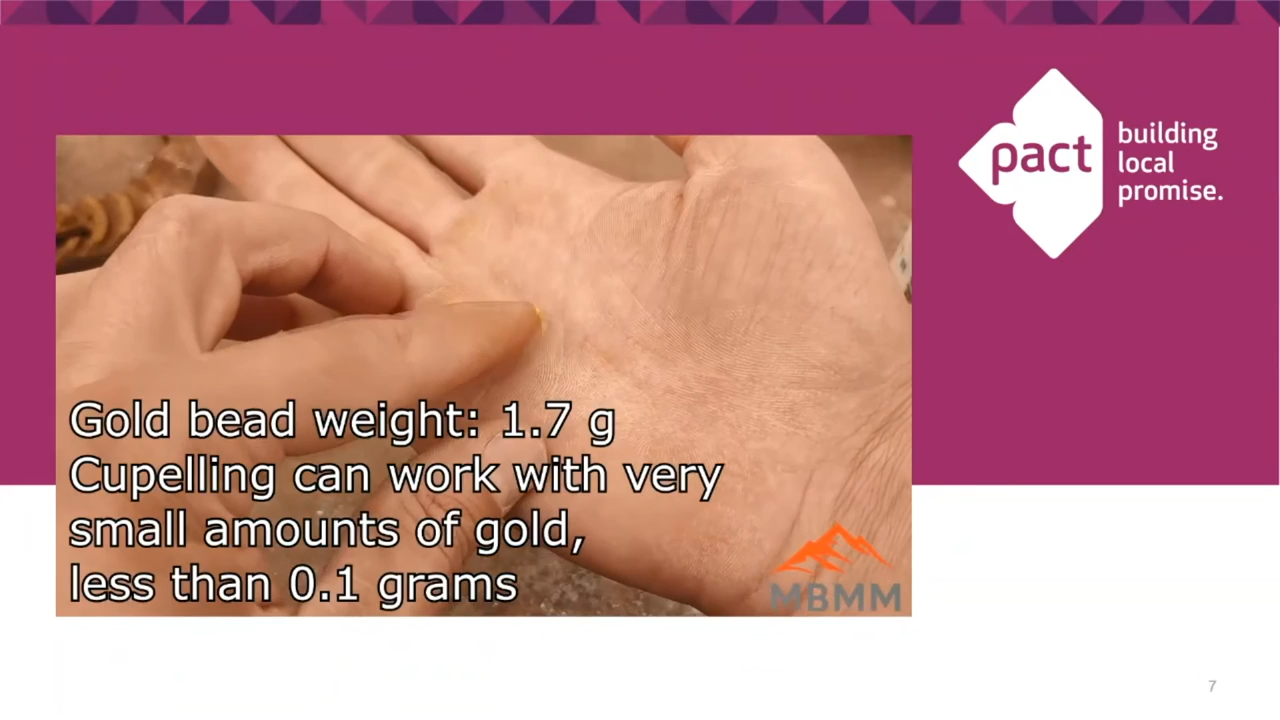 pact
building
local
promise.
Gold bead weight: 1.7 g
Cupelling can work with very
small amounts of gold,
less than 0.1 grams
MBMM
7